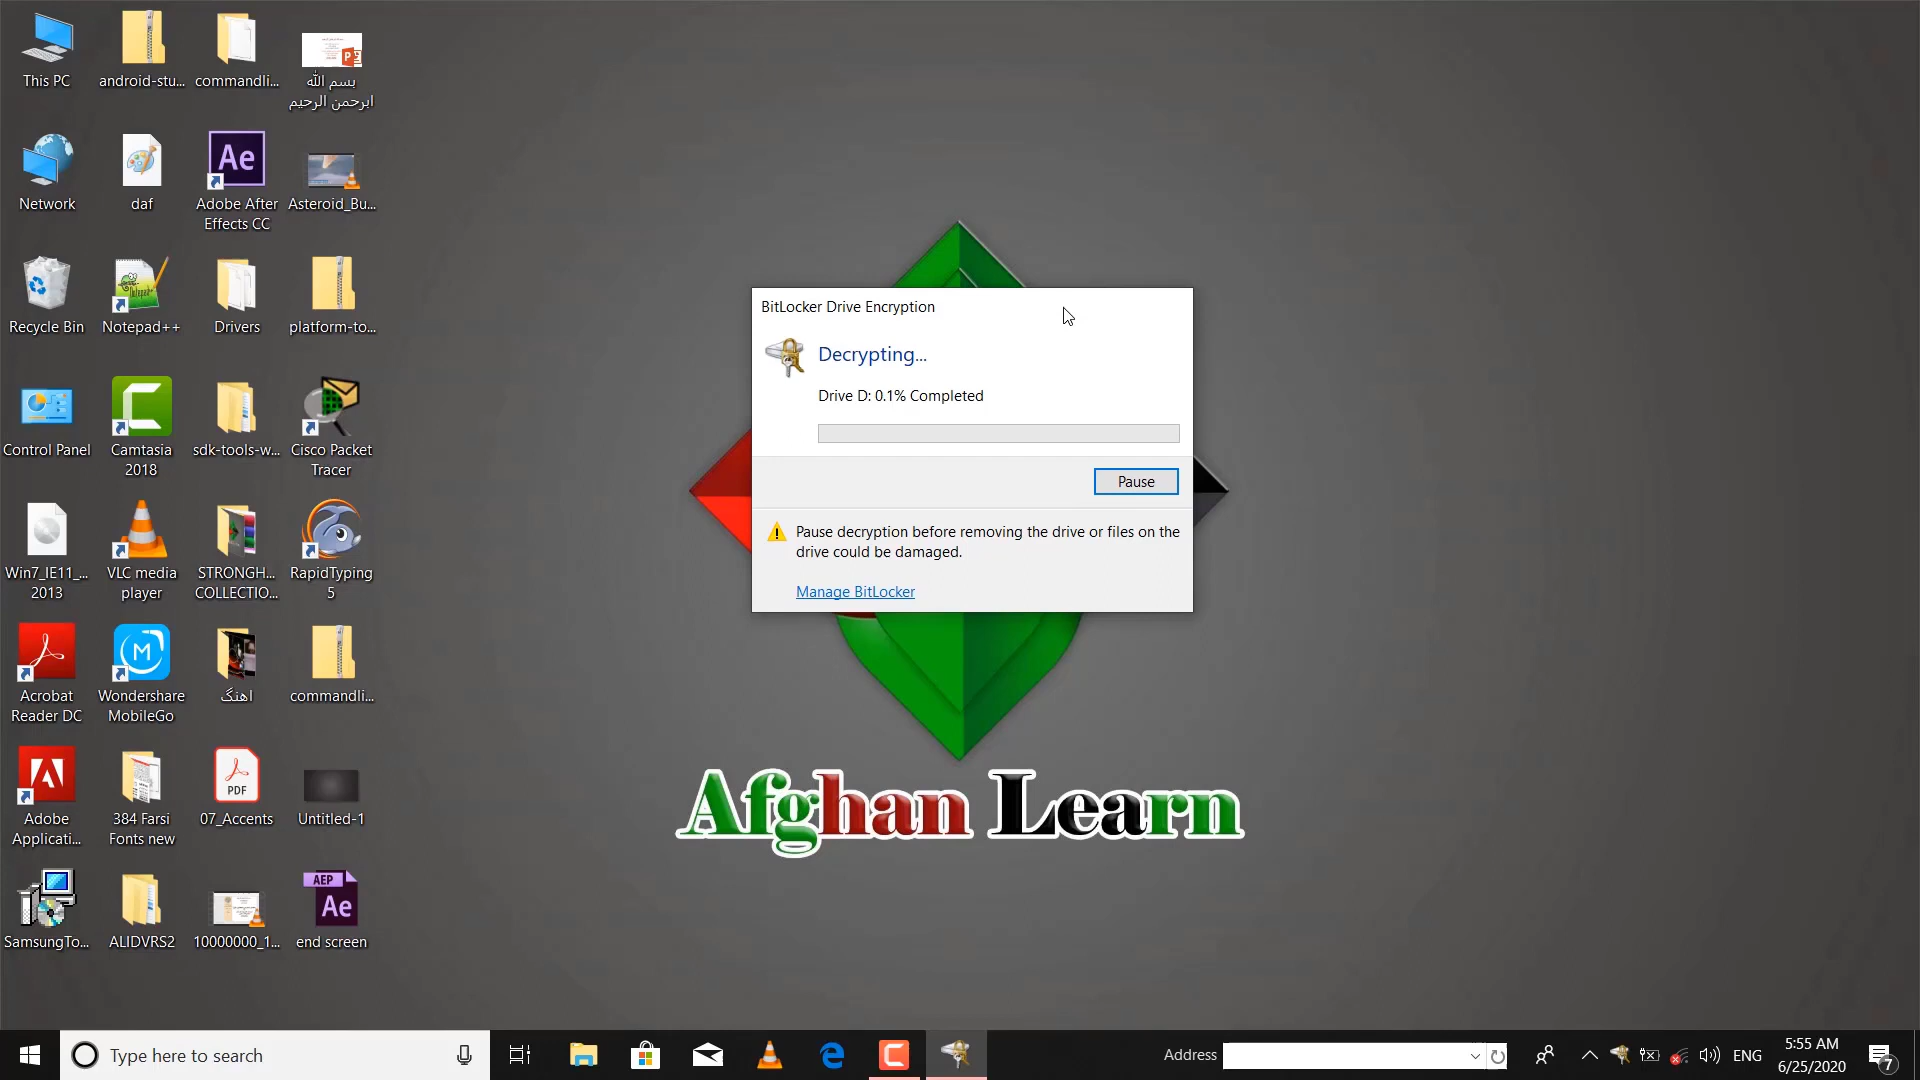 This PC
android-stu...
commandli...
بسم الله
ابرحمن الرحيم
Network
daf
Adobe After
Effects CC
Asteroid_Bu...
Recycle Bin
Notepad++
Drivers
platform-to...
Control Panel
Camtasia
2018
sdk-tools-w...
Cisco Packet
Tracer
Win7_IE11_...
2013
VLC media
player
STRONGH...
COLLECTIO...
RapidTyping
5
Acrobat
Reader DC
Wondershare
MobileGo
اهنگ
commandli...
Adobe
Applicati...
384 Farsi
Fonts new
PDF
07_Accents
Untitled-1
SamsungTo...
ALIDVRS2
10000000_1...
AEP
Ae
end screen
BitLocker Drive Encryption
Decrypting...
Drive D: 0.1% Completed
Pause
Pause decryption before removing the drive or files on the
drive could be damaged.
Manage BitLocker
Afghan Learn
Type here to search
Address
ENG
5:55 AM
6/25/2020
7